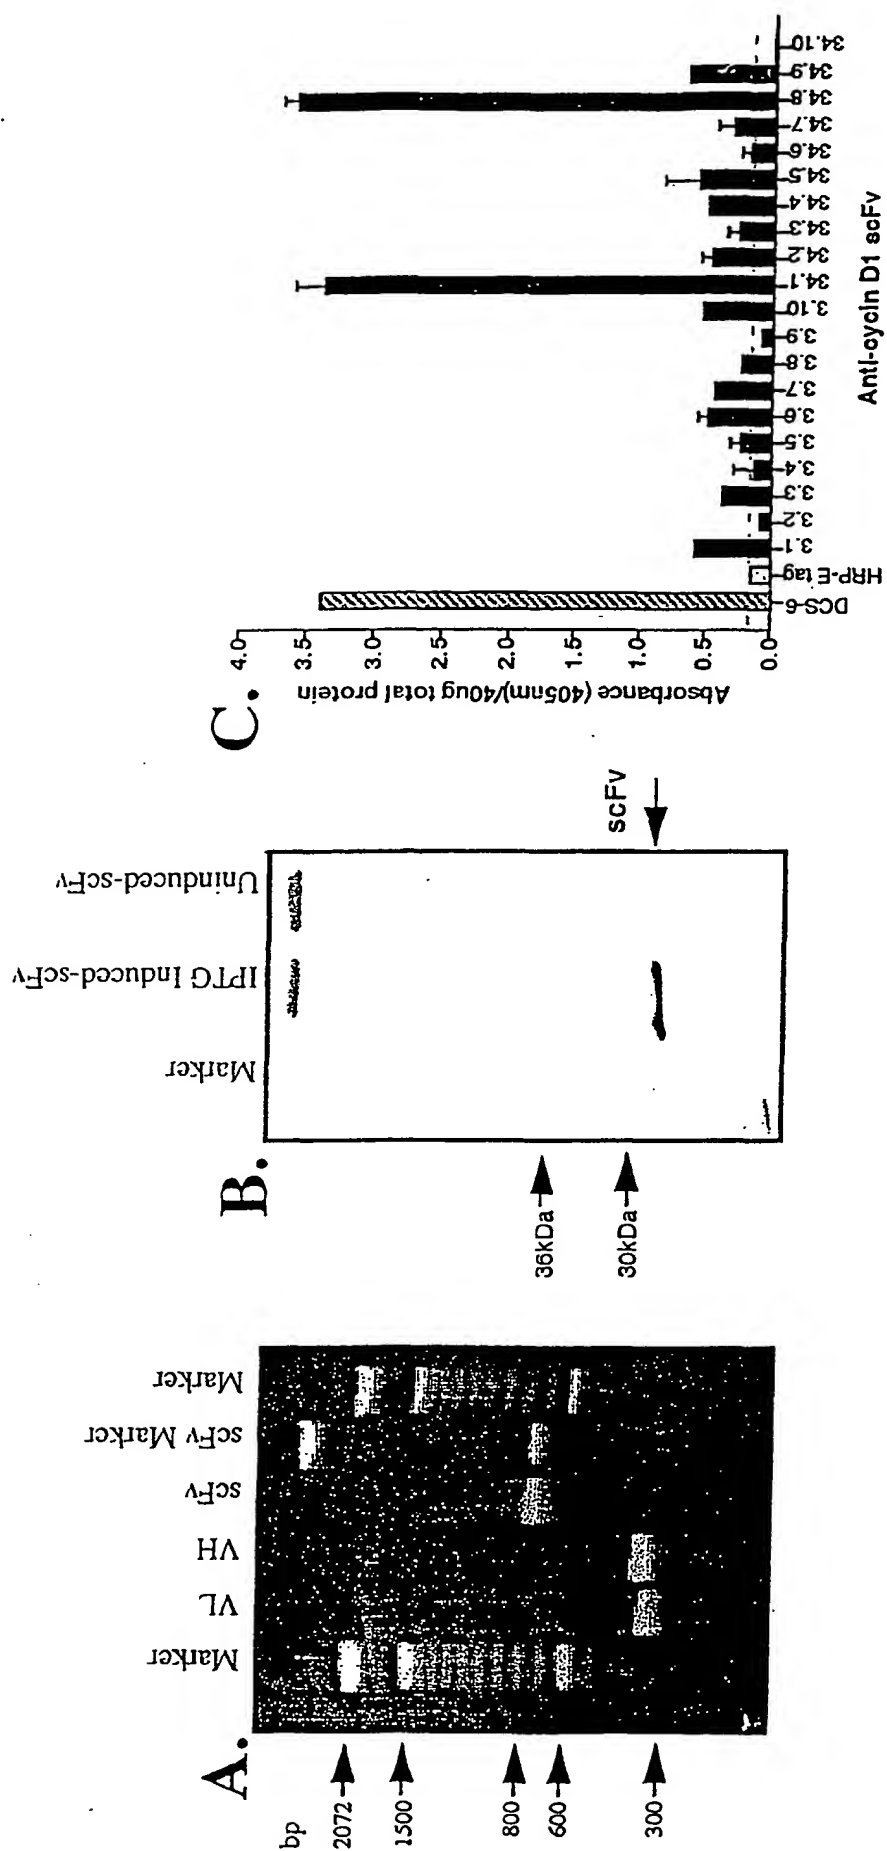 A.
bp
2072
1500
800
600
300
Marker
VL
VH
scFv
scFv Marker
Marker
B.
36kDa
30kDa
Marker
IPTG Induced-scFv
Uninduced-scFv
scFv
C.
Absorbance (405nm)/40ug total protein
4.0
3.5
3.0
2.5
2.0
1.5
1.0
0.5
0.0
DCS-6
HRP-E tag
3.1
3.2
3.3
3.4
3.5
3.6
3.7
3.8
3.9
3.10
34.1
34.2
34.3
34.4
34.5
34.6
34.7
34.8
34.9
34.10
Anti-cycln D1 scFv